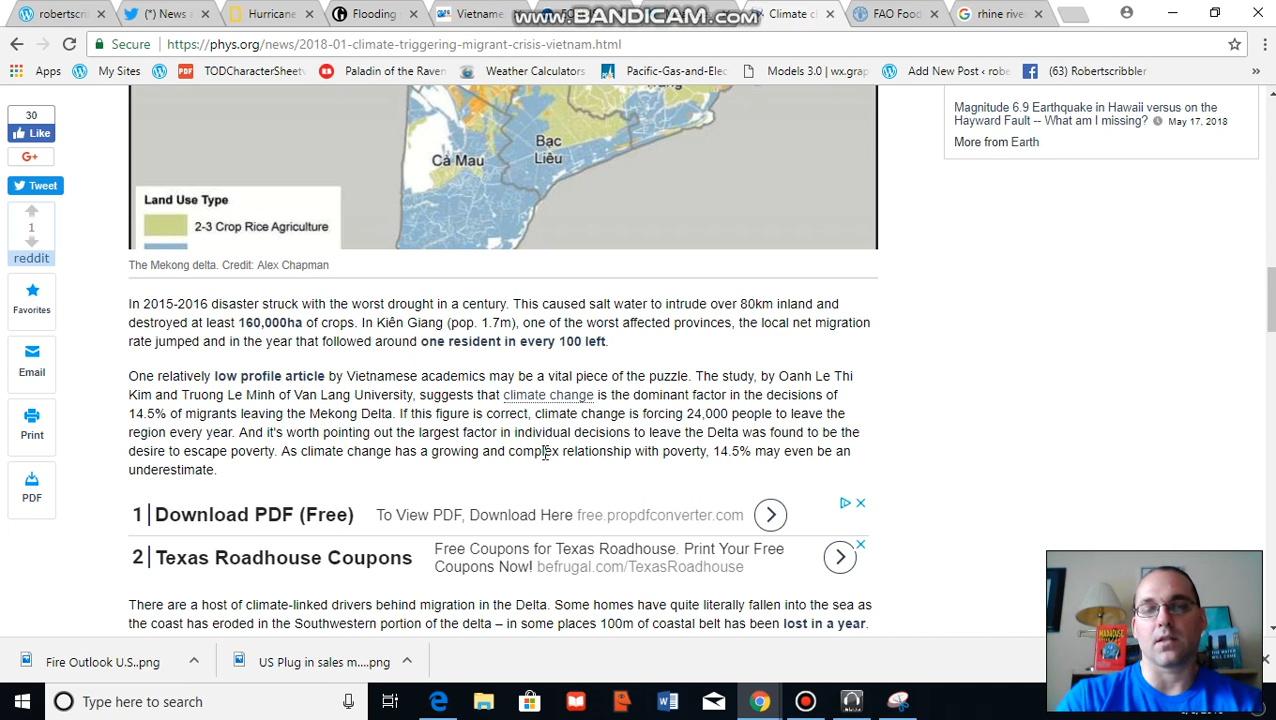 robertscri
(*) News a
Hurricane
Flooding
Vietname
Climate c
FAO Food
rhine rive
www.BANDICAM.com
Secure
https://phys.org/news/2018-01-climate-triggering-migrant-crisis-vietnam.html
Apps
My Sites
TODCharacterSheet
Paladin of the Raven
Weather Calculators
Pacific-Gas-and-Elec
Models 3.0 | wx.grap
Add New Post ‹ robe
(63) Robertscribbler
»
30
Like
G+
Tweet
1
reddit
Favorites
Email
Print
PDF
Trăng
Bạc
Liêu
Cà Mau
Land Use Type
2-3 Crop Rice Agriculture
Magnitude 6.9 Earthquake in Hawaii versus on the
Hayward Fault -- What am I missing? May 17, 2018
More from Earth
The Mekong delta. Credit: Alex Chapman
In 2015-2016 disaster struck with the worst drought in a century. This caused salt water to intrude over 80km inland and
destroyed at least 160,000ha of crops. In Kiên Giang (pop. 1.7m), one of the worst affected provinces, the local net migration
rate jumped and in the year that followed around one resident in every 100 left.
One relatively low profile article by Vietnamese academics may be a vital piece of the puzzle. The study, by Oanh Le Thi
Kim and Truong Le Minh of Van Lang University, suggests that climate change is the dominant factor in the decisions of
14.5% of migrants leaving the Mekong Delta. If this figure is correct, climate change is forcing 24,000 people to leave the
region every year. And it's worth pointing out the largest factor in individual decisions to leave the Delta was found to be the
desire to escape poverty. As climate change has a growing and complex relationship with poverty, 14.5% may even be an
underestimate.
1 Download PDF (Free) To View PDF, Download Here free.propdfconverter.com
2 Texas Roadhouse Coupons Free Coupons for Texas Roadhouse. Print Your Free
Coupons Now! befrugal.com/TexasRoadhouse
There are a host of climate-linked drivers behind migration in the Delta. Some homes have quite literally fallen into the sea as
the coast has eroded in the Southwestern portion of the delta – in some places 100m of coastal belt has been lost in a year.
Fire Outlook U.S..png
US Plug in sales m....png
Type here to search